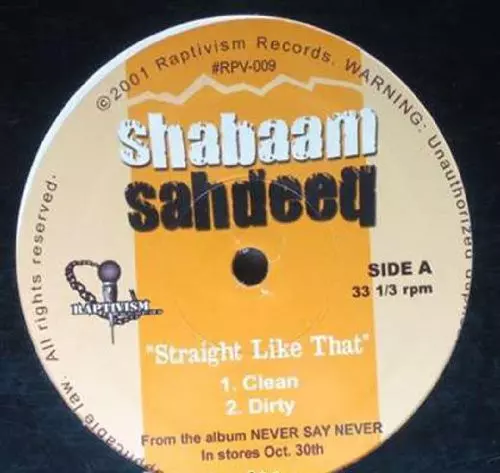 ©2001 Raptivism Records. WARNING: Unauthorized
#RPV-009
shabaam
sahdeeq
SIDE A
33 1/3 rpm
RAPTIVISM
"Straight Like That"
1. Clean
2. Dirty
From the album NEVER SAY NEVER
In stores Oct. 30th
law. All rights reserved.